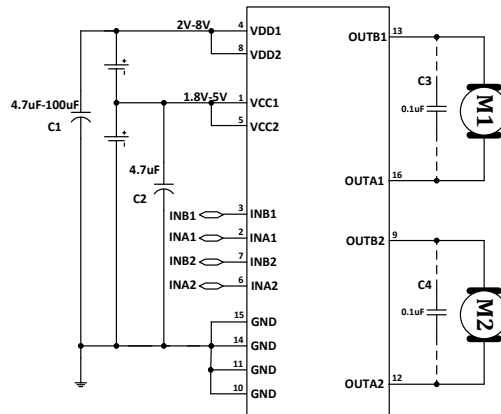 2V-8V
4
VDD1
8
VDD2
OUTB1
13
4.7uF-100uF
C1
1.8V-5V
1
VCC1
5
VCC2
C3
0.1uF
M1
4.7uF
C2
OUTA1
16
INB1
3
INB1
INA1
2
INA1
INB2
7
INB2
INA2
6
INA2
OUTB2
9
C4
0.1uF
M2
15
GND
14
GND
11
GND
10
GND
OUTA2
12